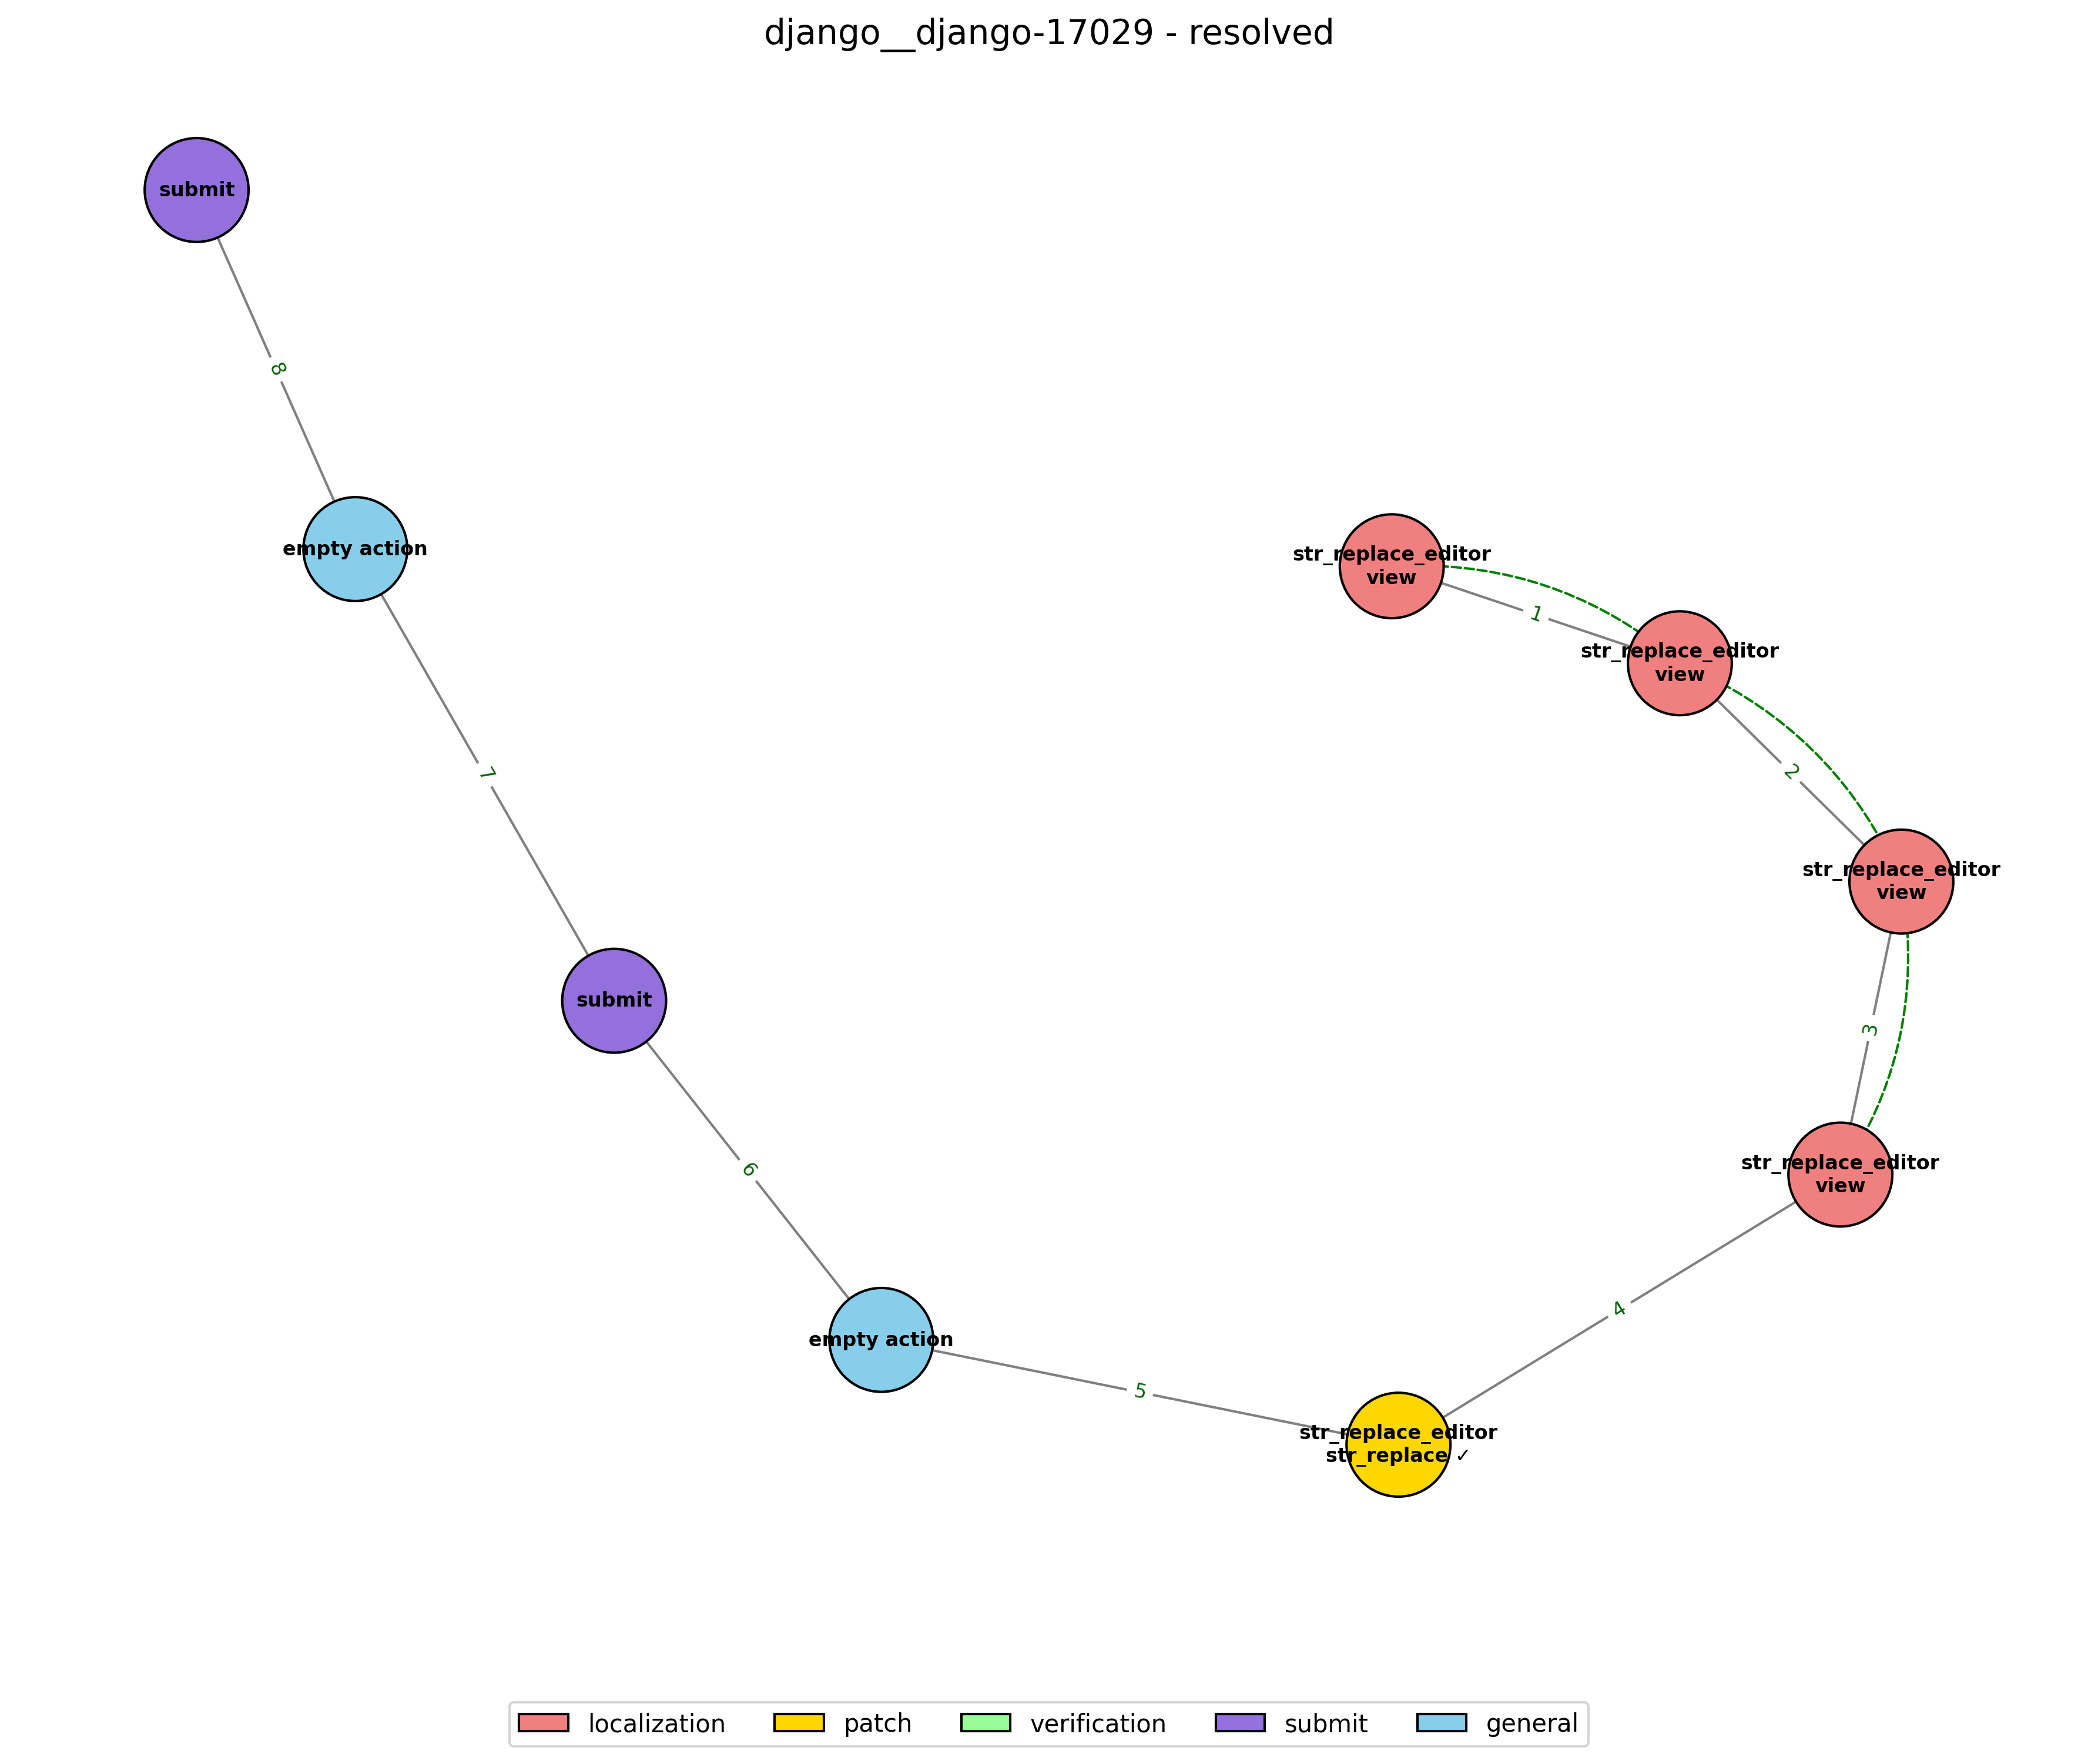 django__django-17029 - resolved
submit
8
empty action
7
submit
6
empty action
5
str_replace_editor
str_replace ✓
4
str_replace_editor
view
3
str_replace_editor
view
2
str_replace_editor
view
1
str_replace_editor
view
localization
patch
verification
submit
general